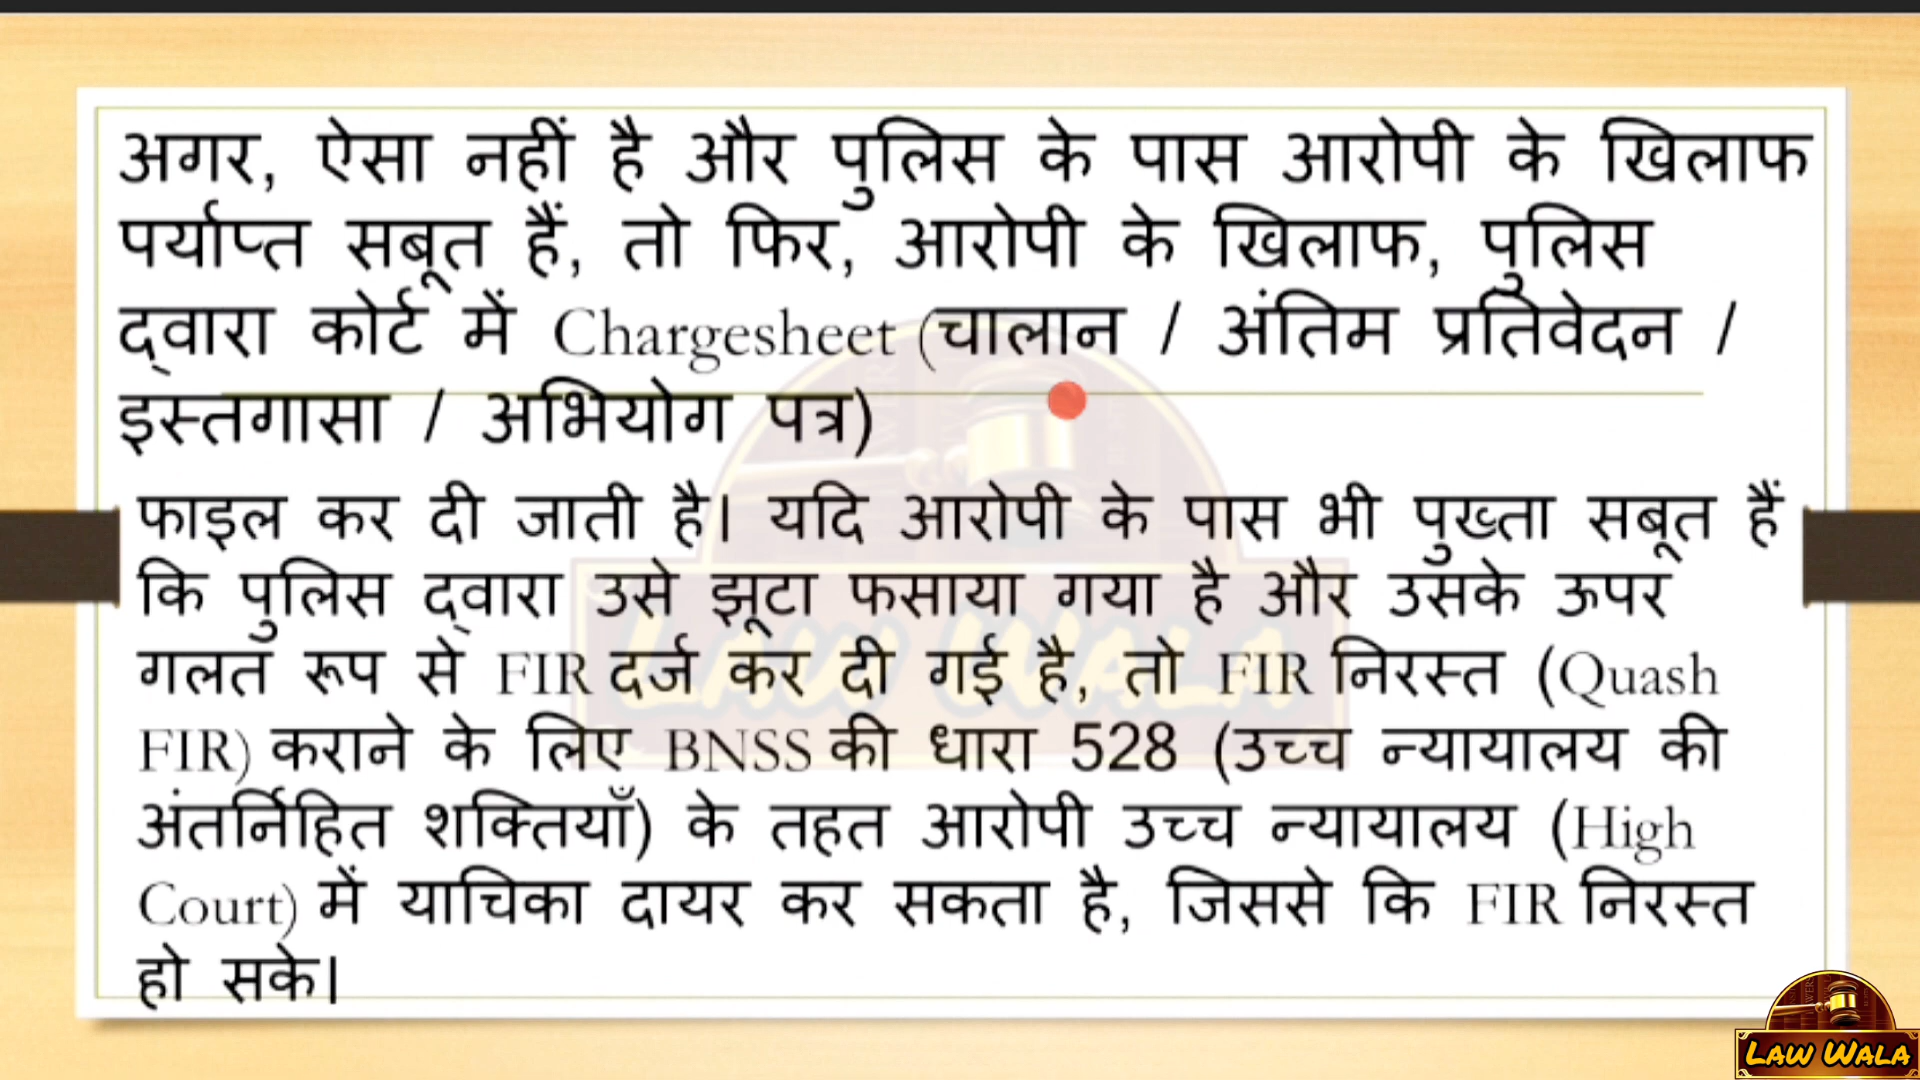 अगर, ऐसा नहीं है और पुलिस के पास आरोपी के खिलाफ
पर्याप्त सबूत हैं, तो फिर, आरोपी के खिलाफ, पुलिस
द्वारा कोर्ट में Chargesheet (चालान / अंतिम प्रतिवेदन /
इस्तगासा / अभियोग पत्र)
फाइल कर दी जाती है। यदि आरोपी के पास भी पुख्ता सबूत हैं
कि पुलिस द्वारा उसे झूटा फसाया गया है और उसके ऊपर
गलत रूप से FIR दर्ज कर दी गई है, तो FIR निरस्त (Quash
FIR) कराने के लिए BNSS की धारा 528 (उच्च न्यायालय की
अंतर्निहित शक्तियाँ) के तहत आरोपी उच्च न्यायालय (High
Court) में याचिका दायर कर सकता है, जिससे कि FIR निरस्त
हो सके।
LAW WALA
LAW WALA